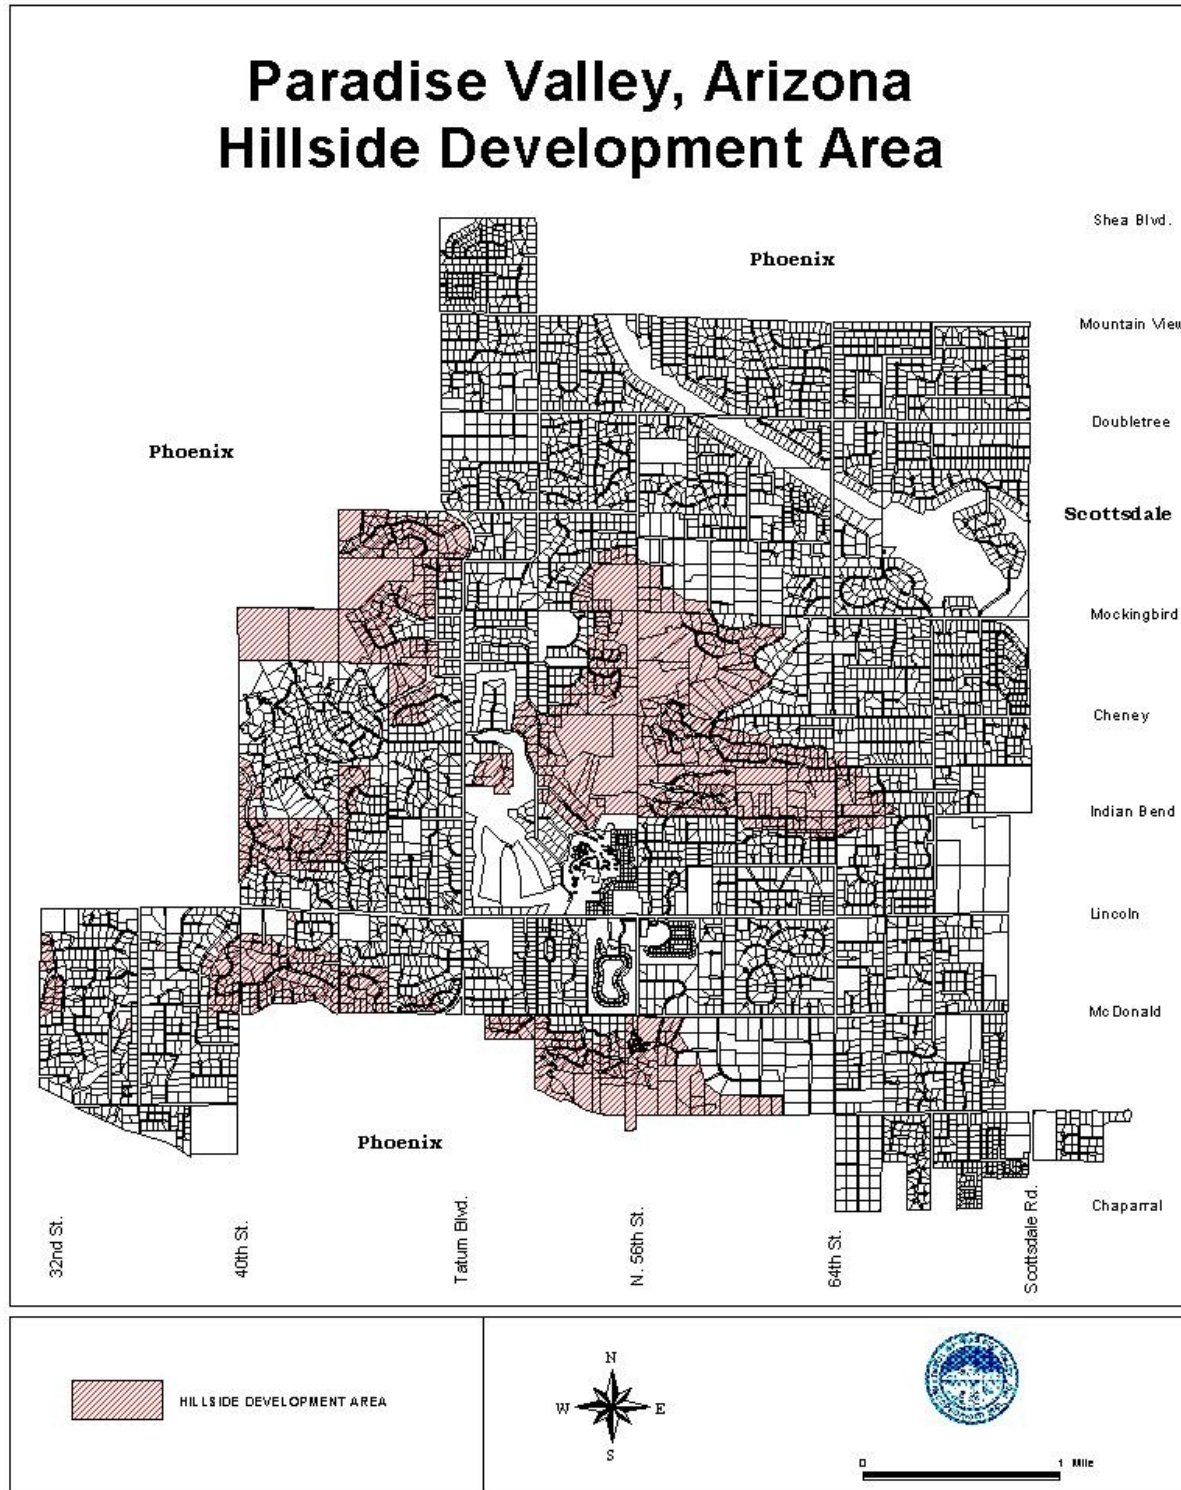 Paradise Valley, Arizona
Hillside Development Area
Shea Blvd.
Phoenix
Mountain View
Doubletree
Phoenix
Scottsdale
Mockingbird
Cheney
Indian Bend
Lincoln
McDonald
Phoenix
Chaparral
32nd St.
40th St.
Tatum Blvd.
N. 56th St.
64th St.
Scottsdale Rd.
HILLSIDE DEVELOPMENT AREA
N
W E
S
0 1 Mile